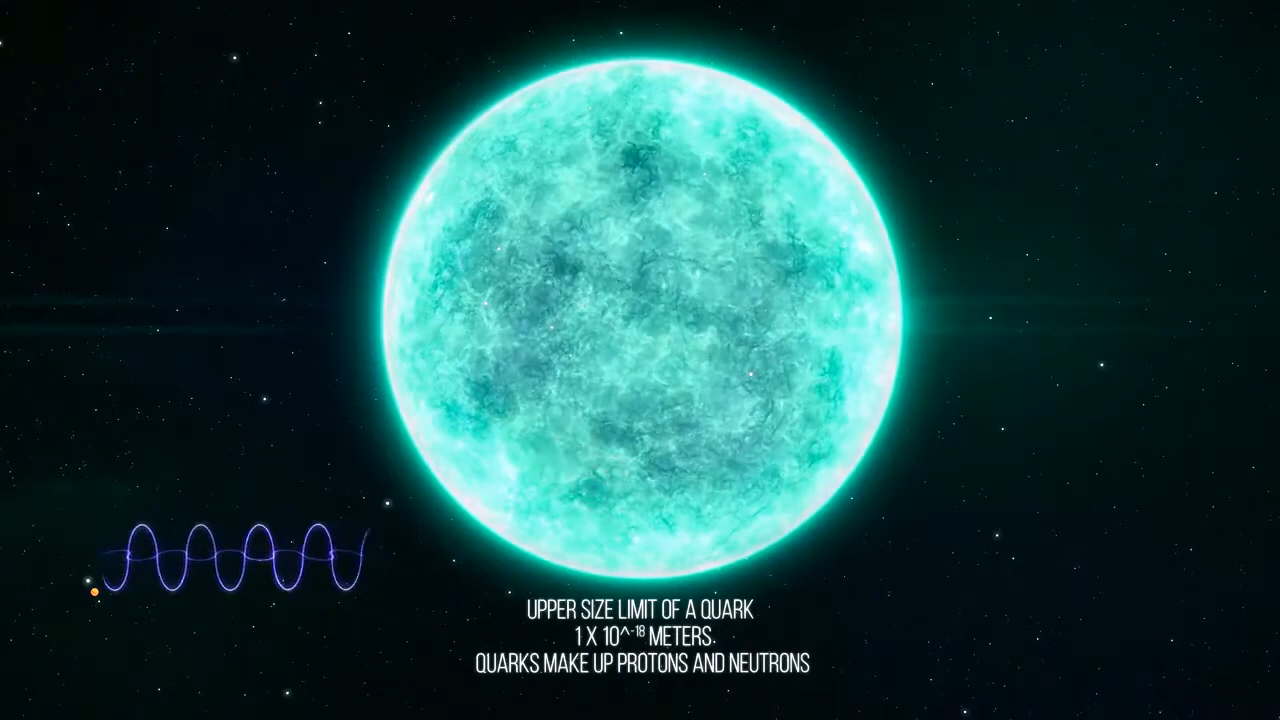 UPPER SIZE LIMIT OF A QUARK
1 X 10^⁻¹⁸ METERS
QUARKS MAKE UP PROTONS AND NEUTRONS